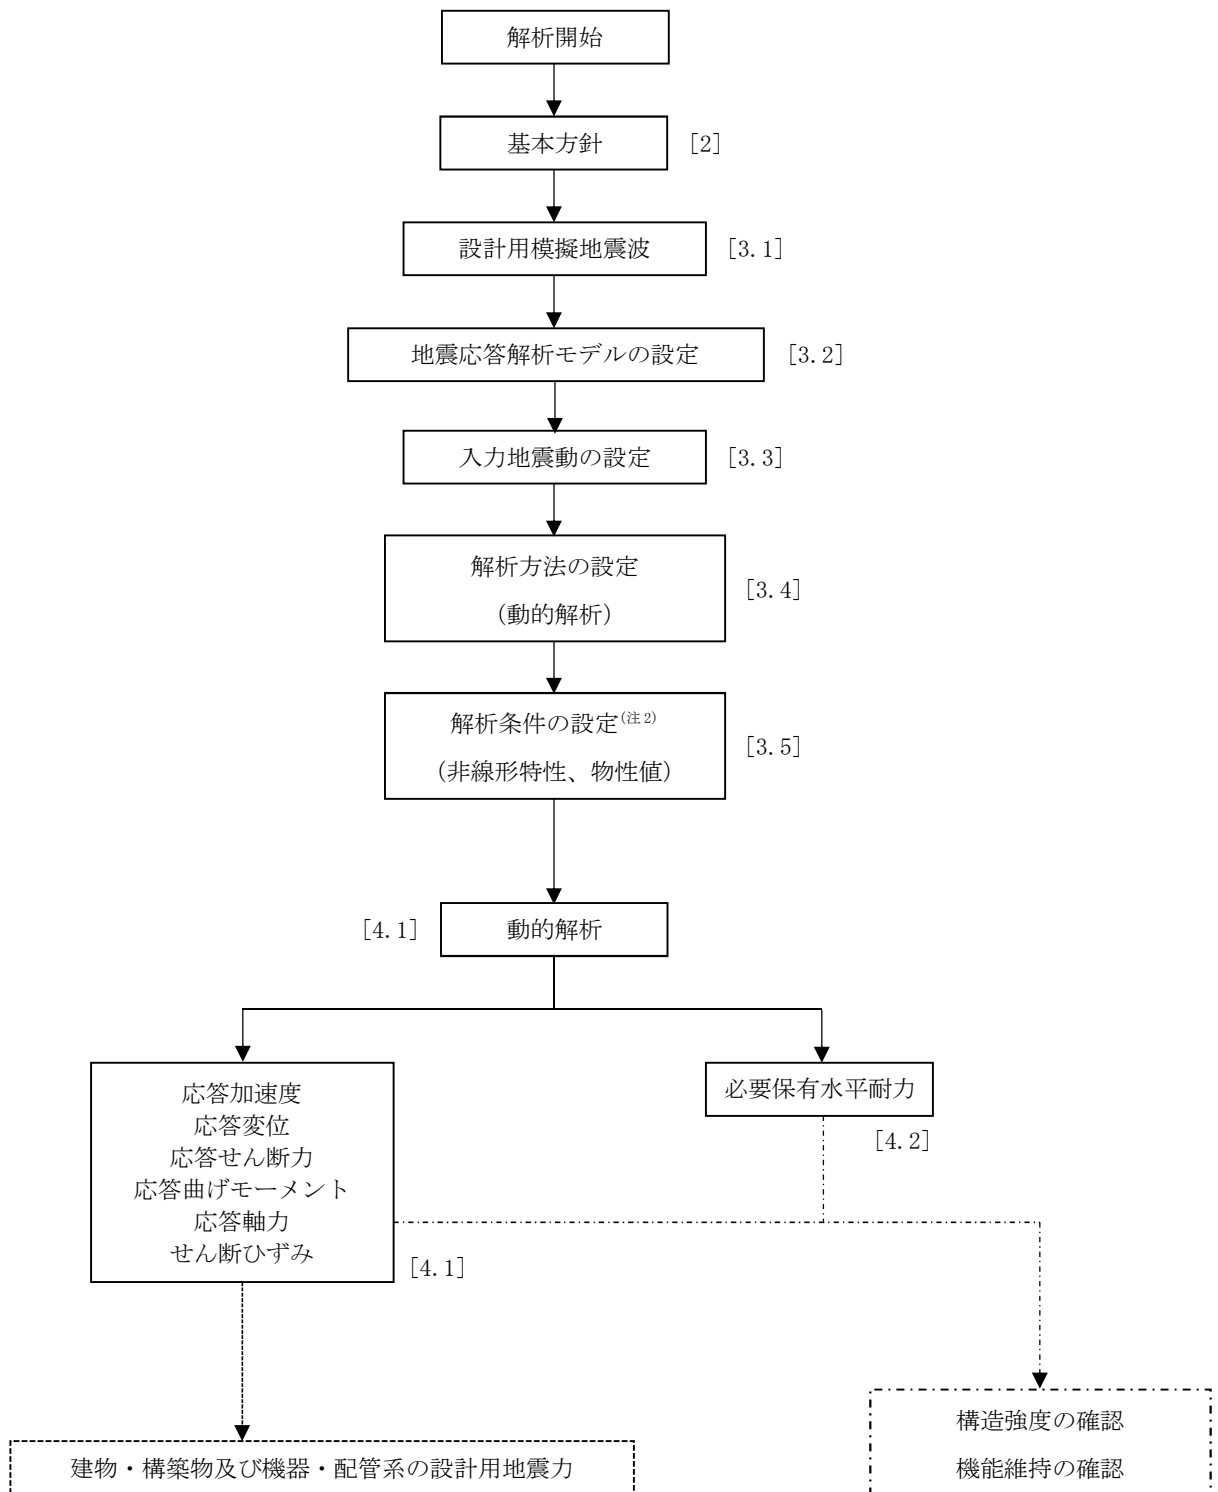 解析開始
基本方針
[2]
設計用模擬地震波
[3.1]
地震応答解析モデルの設定
[3.2]
入力地震動の設定
[3.3]
解析方法の設定
(動的解析)
[3.4]
解析条件の設定(注2)
(非線形特性、物性値)
[3.5]
[4.1]
動的解析
応答加速度
応答変位
応答せん断力
応答曲げモーメント
応答軸力
せん断ひずみ
[4.1]
必要保有水平耐力
[4.2]
建物・構築物及び機器・配管系の設計用地震力
構造強度の確認
機能維持の確認